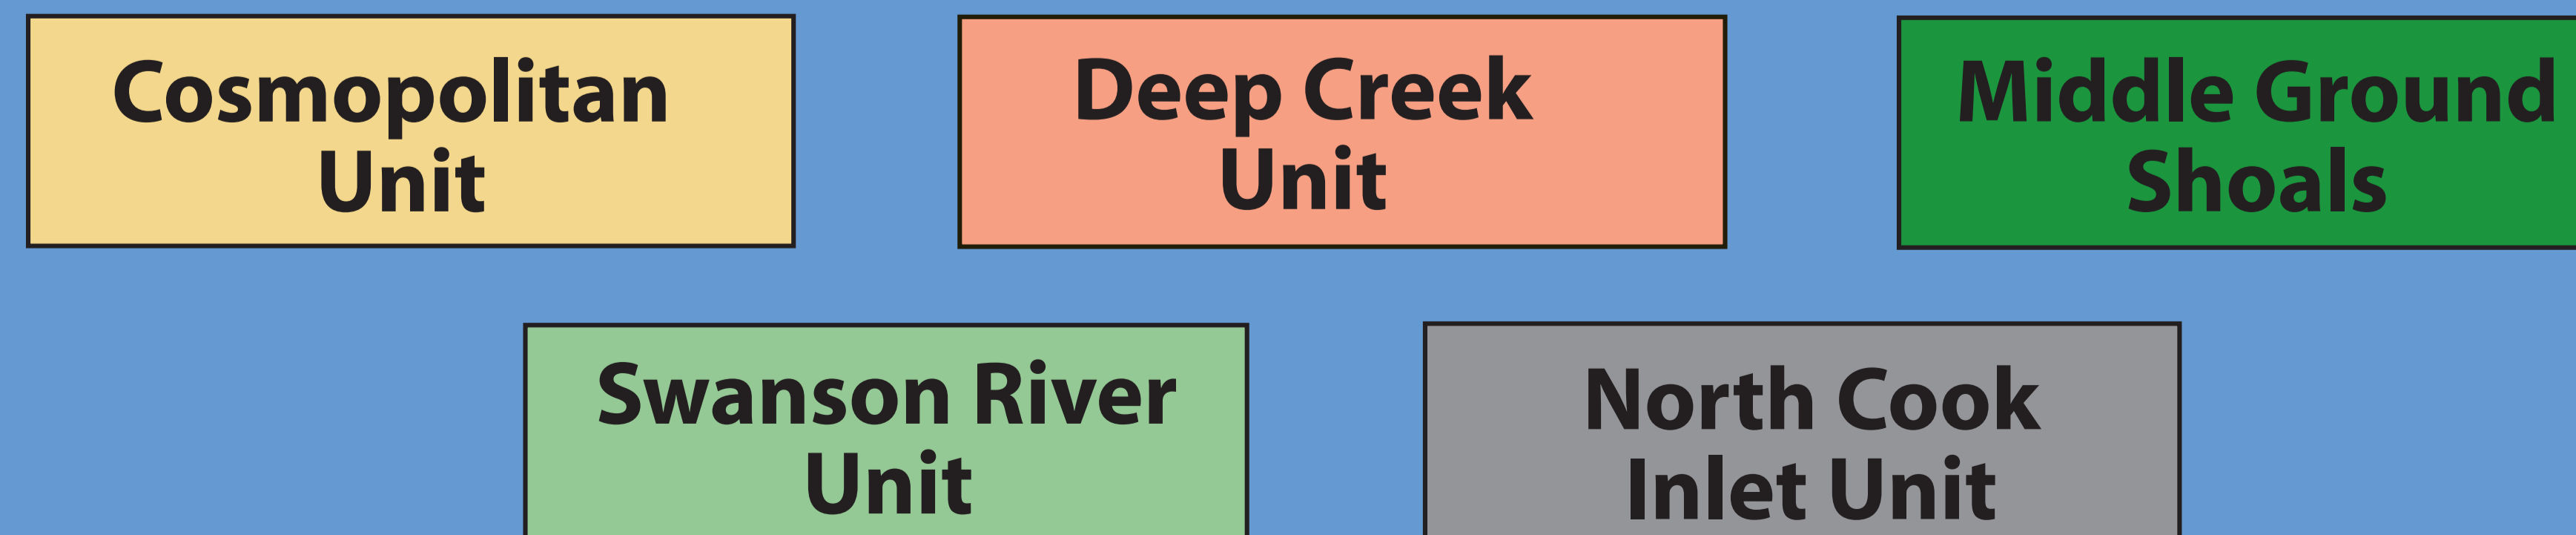 Cosmopolitan
Unit
Deep Creek
Unit
Middle Ground
Shoals
Swanson River
Unit
North Cook
Inlet Unit